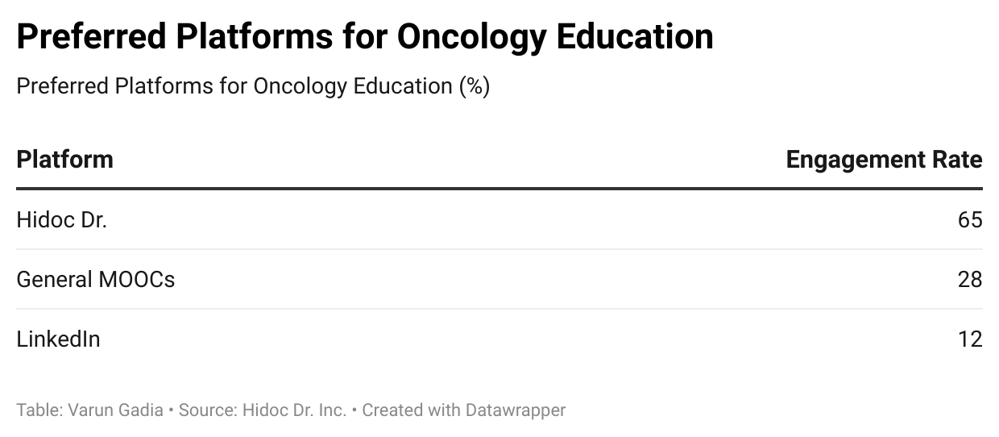 Preferred Platforms for Oncology Education
Preferred Platforms for Oncology Education (%)
Platform Engagement Rate
Hidoc Dr. 65
General MOOCs 28
LinkedIn 12
Table: Varun Gadia • Source: Hidoc Dr. Inc. • Created with Datawrapper